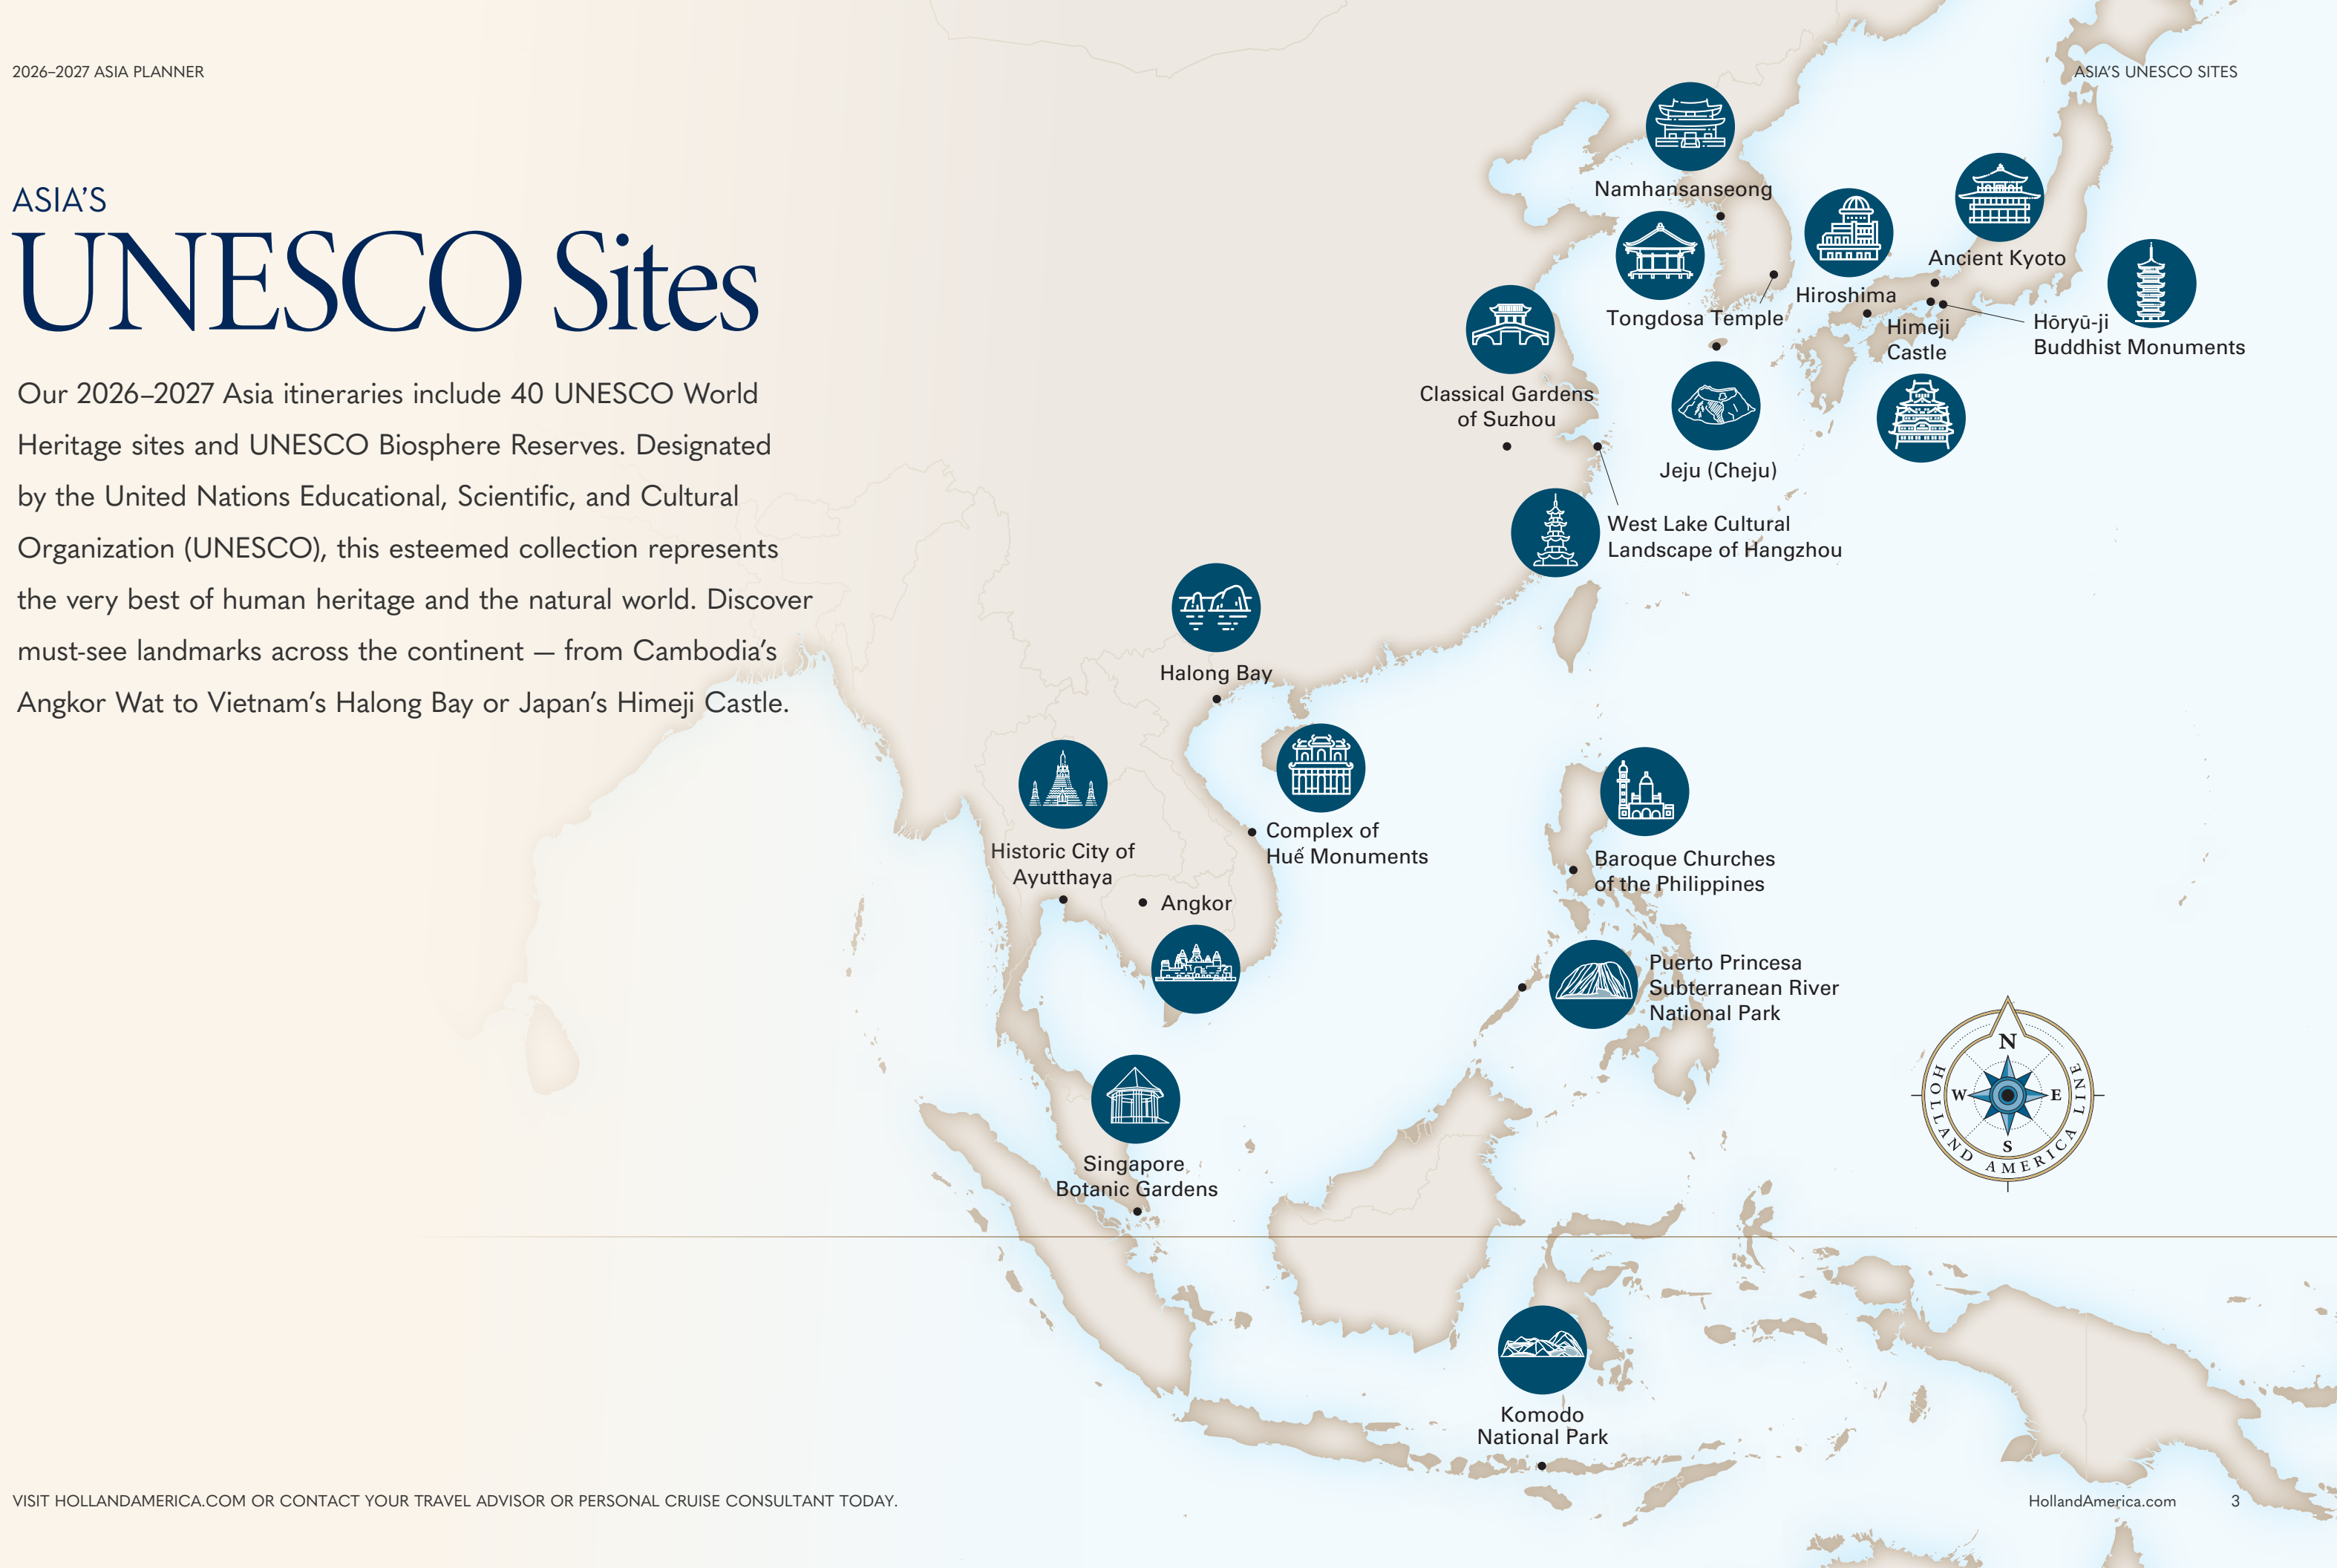 2026–2027 ASIA PLANNER
ASIA'S UNESCO SITES
ASIA'S
UNESCO Sites
Our 2026–2027 Asia itineraries include 40 UNESCO World
Heritage sites and UNESCO Biosphere Reserves. Designated
by the United Nations Educational, Scientific, and Cultural
Organization (UNESCO), this esteemed collection represents
the very best of human heritage and the natural world. Discover
must-see landmarks across the continent — from Cambodia's
Angkor Wat to Vietnam's Halong Bay or Japan's Himeji Castle.
Namhansanseong
Ancient Kyoto
Hiroshima
Tongdosa Temple
Himeji
Castle
Hōryū-ji
Buddhist Monuments
Classical Gardens
of Suzhou
Jeju (Cheju)
West Lake Cultural
Landscape of Hangzhou
Halong Bay
Complex of
Huế Monuments
Historic City of
Ayutthaya
Angkor
Baroque Churches
of the Philippines
Puerto Princesa
Subterranean River
National Park
Singapore
Botanic Gardens
Komodo
National Park
N
W
E
S
HOLLAND AMERICA LINE
VISIT HOLLANDAMERICA.COM OR CONTACT YOUR TRAVEL ADVISOR OR PERSONAL CRUISE CONSULTANT TODAY.
HollandAmerica.com 3